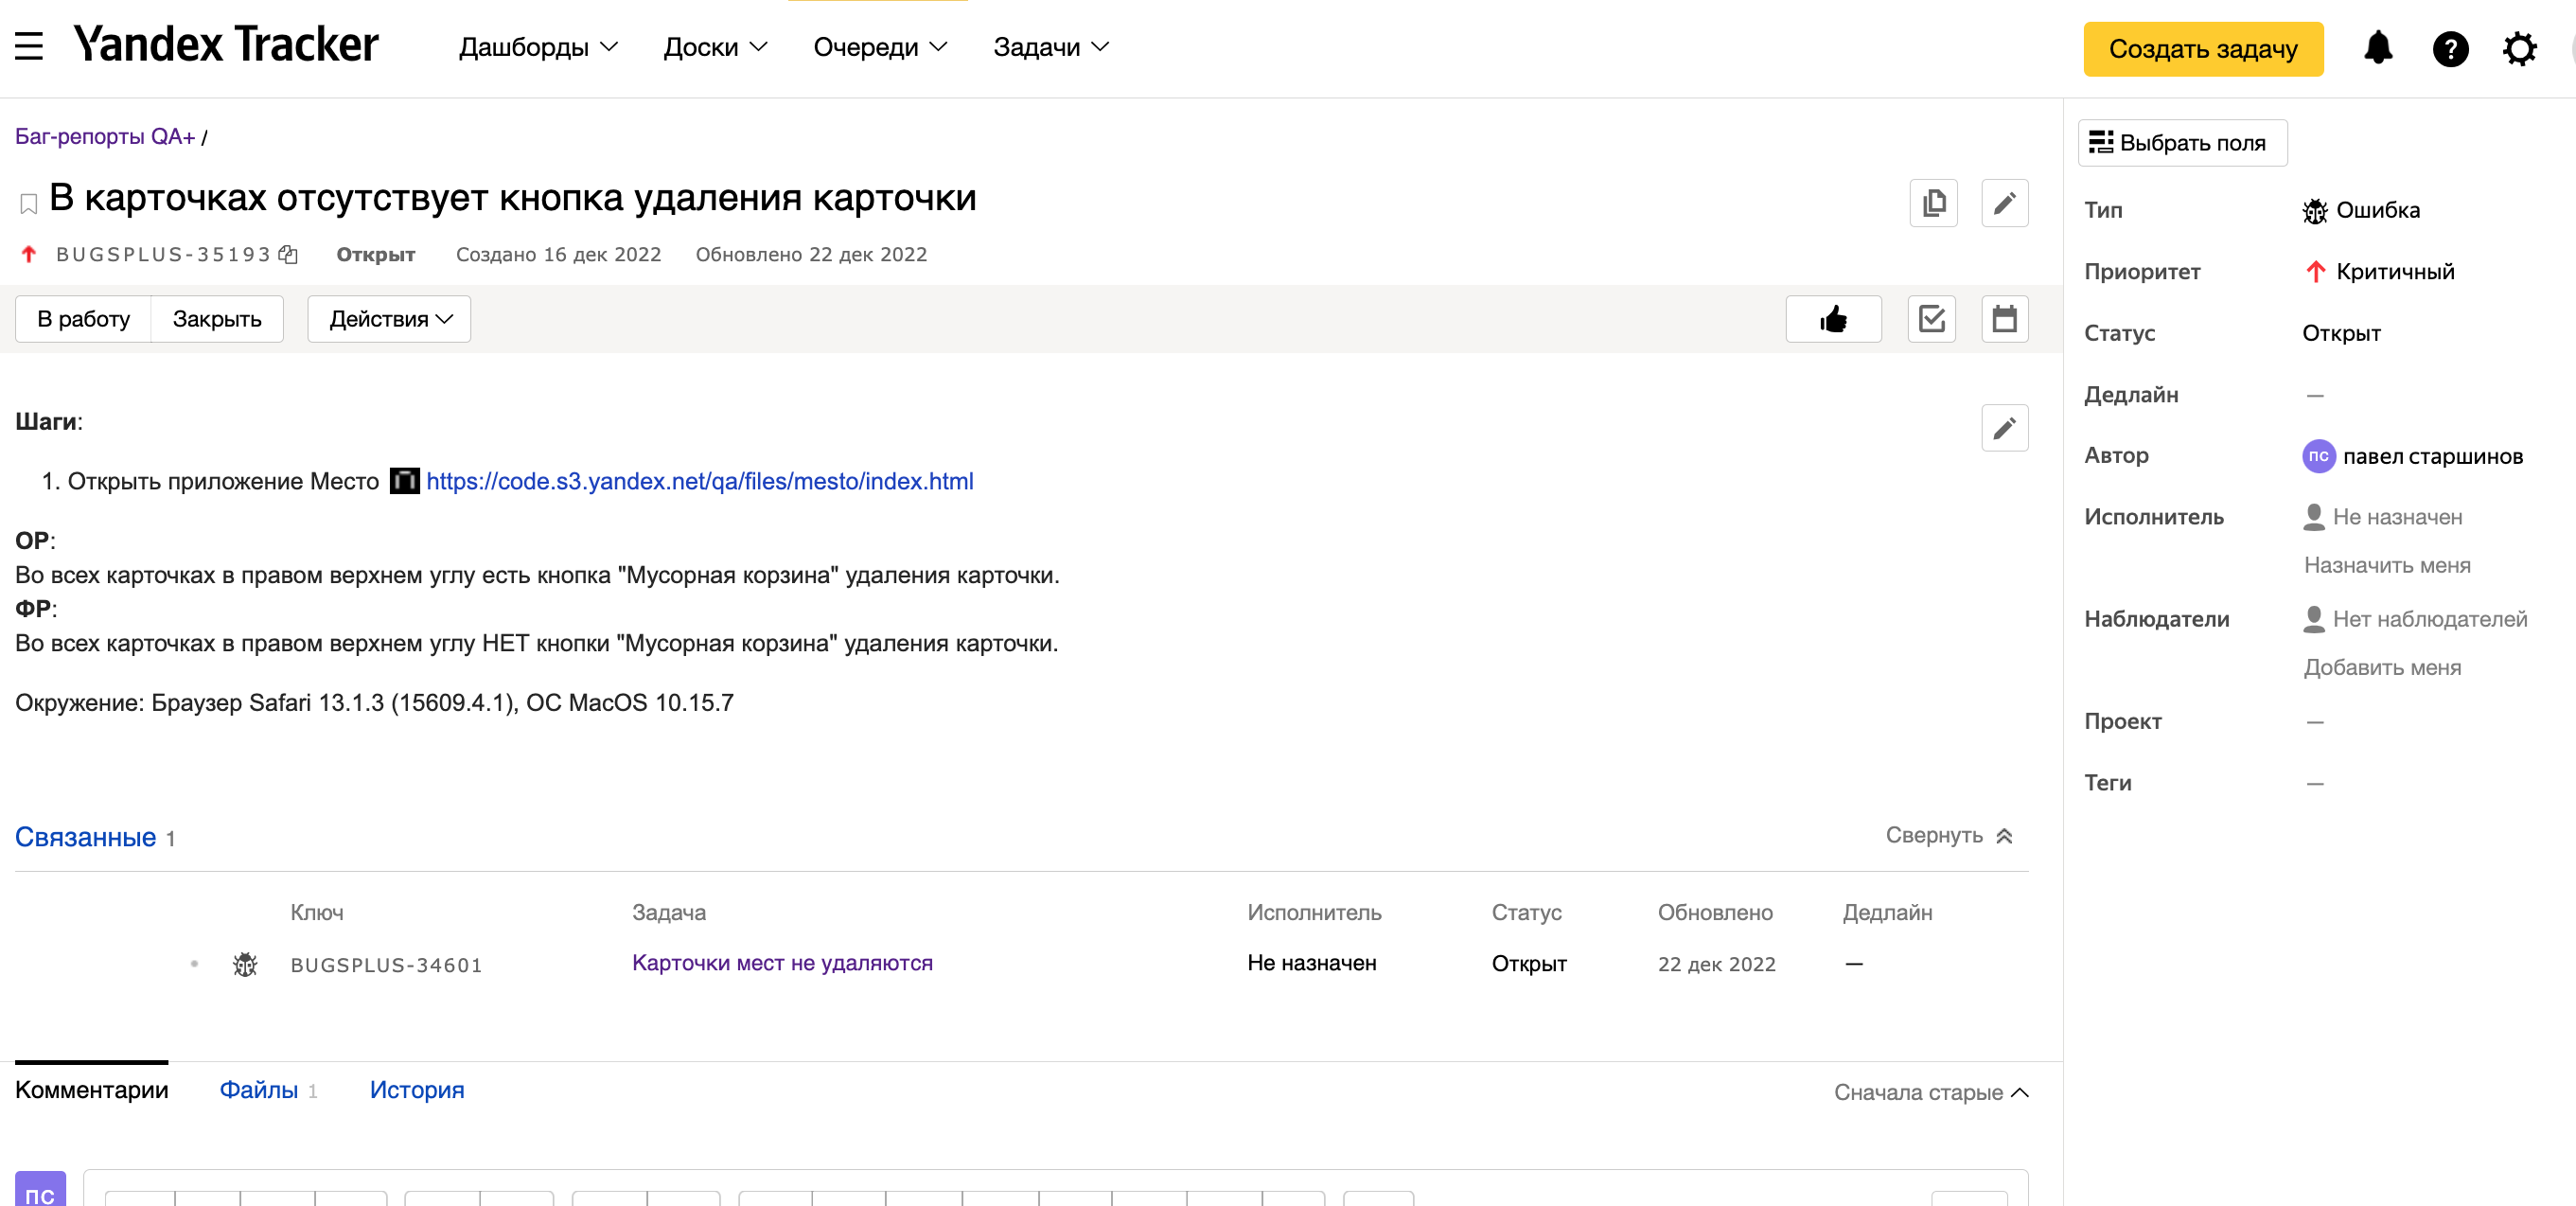 Yandex Tracker
Дашборды
Доски
Очереди
Задачи
Создать задачу
Баг-репорты QA+ /
В карточках отсутствует кнопка удаления карточки
BUGSPLUS-35193 Открыт Создано 16 дек 2022 Обновлено 22 дек 2022
В работу Закрыть Действия
Шаги:
1. Открыть приложение Место https://code.s3.yandex.net/qa/files/mesto/index.html
ОР:
Во всех карточках в правом верхнем углу есть кнопка "Мусорная корзина" удаления карточки.
ФР:
Во всех карточках в правом верхнем углу НЕТ кнопки "Мусорная корзина" удаления карточки.
Окружение: Браузер Safari 13.1.3 (15609.4.1), ОС MacOS 10.15.7
Связанные 1
Свернуть
Ключ Задача Исполнитель Статус Обновлено Дедлайн
BUGSPLUS-34601 Карточки мест не удаляются Не назначен Открыт 22 дек 2022 —
Комментарии Файлы 1 История
Сначала старые
ПС
Выбрать поля
Тип Ошибка
Приоритет Критичный
Статус Открыт
Дедлайн —
Автор ПС павел старшинов
Исполнитель Не назначен
Назначить меня
Наблюдатели Нет наблюдателей
Добавить меня
Проект —
Теги —